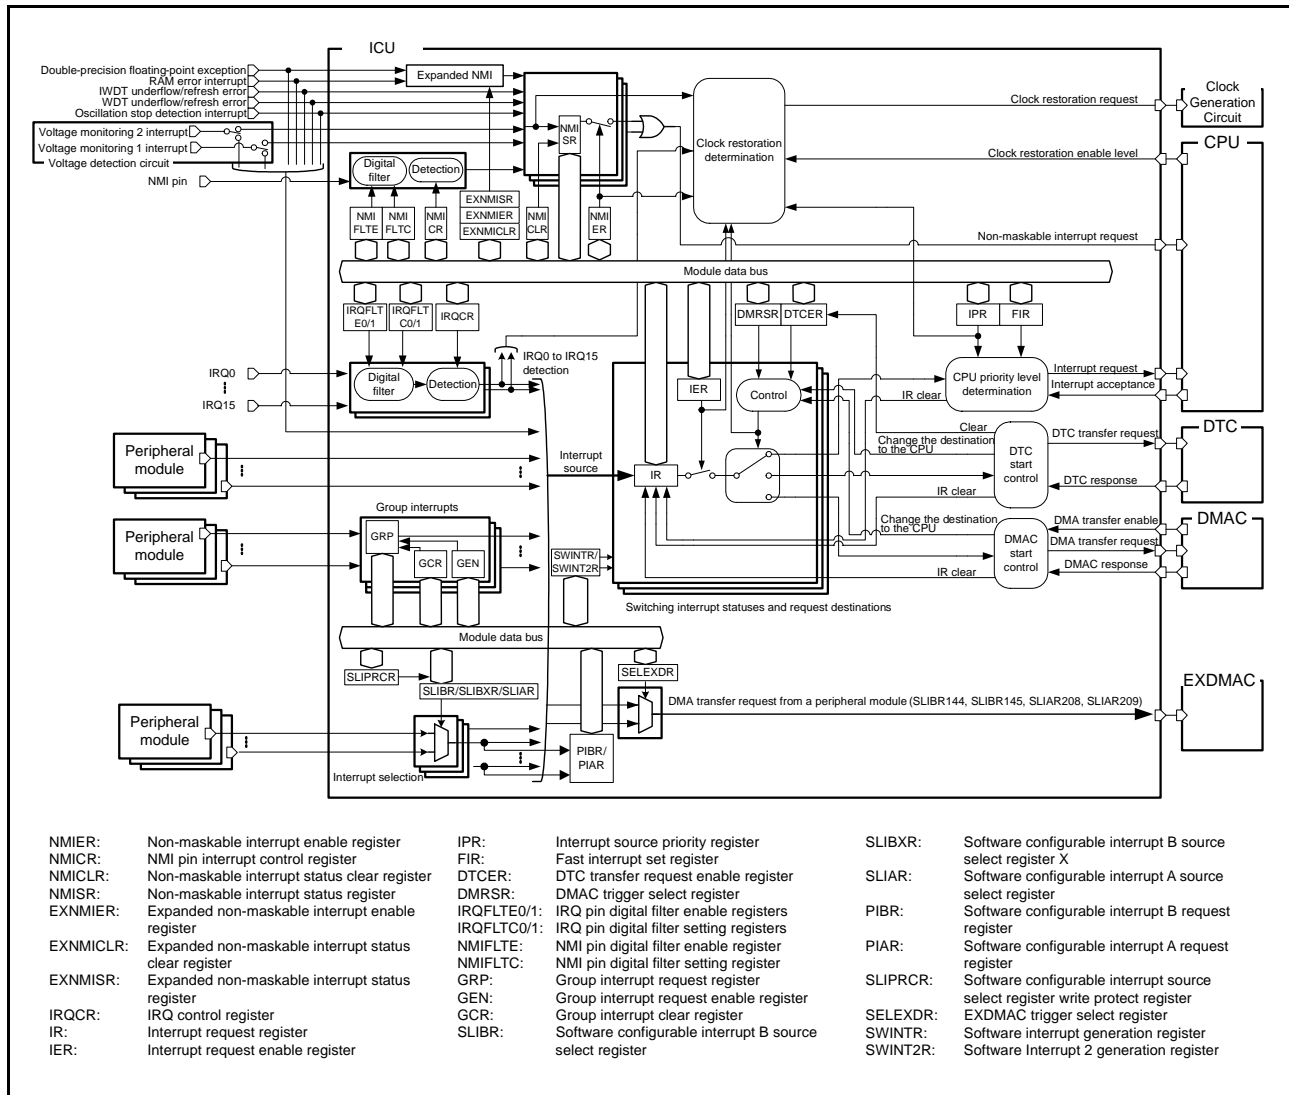 ICU
Double-precision floating-point exception
RAM error interrupt
IWDT underflow/refresh error
WDT underflow/refresh error
Oscillation stop detection interrupt
Voltage monitoring 2 interrupt
Voltage monitoring 1 interrupt
Voltage detection circuit
NMI pin
Expanded NMI
Digital
filter
Detection
NMI
SR
NMI
FLTE
NMI
FLTC
NMI
CR
EXNMISR
EXNMIER
EXNMICLR
NMI
CLR
NMI
ER
Clock restoration
determination
Clock restoration request
Clock restoration enable level
Non-maskable interrupt request
Clock
Generation
Circuit
CPU
Module data bus
IRQFLT
E0/1
IRQFLT
C0/1
IRQCR
DMRSR
DTCER
IPR
FIR
IRQ0
IRQ15
Digital
filter
Detection
IRQ0 to IRQ15
detection
IER
Control
CPU priority level
determination
Interrupt request
Interrupt acceptance
IR clear
Clear
Change the destination
to the CPU
DTC
start
control
DTC transfer request
DTC response
DTC
IR clear
Peripheral
module
Interrupt
source
IR
Peripheral
module
Group interrupts
GRP
GCR
GEN
SWINTR/
SWINT2R
Change the destination
to the CPU
DMAC
start
control
DMA transfer enable
DMA transfer request
DMAC response
DMAC
IR clear
Switching interrupt statuses and request destinations
Module data bus
SLIPRCR
SLIBR/SLIBXR/SLIAR
SELEXDR
Peripheral
module
Interrupt selection
PIBR/
PIAR
DMA transfer request from a peripheral module (SLIBR144, SLIBR145, SLIAR208, SLIAR209)
EXDMAC
NMIER: Non-maskable interrupt enable register
NMICR: NMI pin interrupt control register
NMICLR: Non-maskable interrupt status clear register
NMISR: Non-maskable interrupt status register
EXNMIER: Expanded non-maskable interrupt enable
register
EXNMICLR: Expanded non-maskable interrupt status
clear register
EXNMISR: Expanded non-maskable interrupt status
register
IRQCR: IRQ control register
IR: Interrupt request register
IER: Interrupt request enable register
IPR: Interrupt source priority register
FIR: Fast interrupt set register
DTCER: DTC transfer request enable register
DMRSR: DMAC trigger select register
IRQFLTE0/1: IRQ pin digital filter enable registers
IRQFLTC0/1: IRQ pin digital filter setting registers
NMIFLTE: NMI pin digital filter enable register
NMIFLTC: NMI pin digital filter setting register
GRP: Group interrupt request register
GEN: Group interrupt request enable register
GCR: Group interrupt clear register
SLIBR: Software configurable interrupt B source
select register
SLIBXR: Software configurable interrupt B source
select register X
SLIAR: Software configurable interrupt A source
select register
PIBR: Software configurable interrupt B request
register
PIAR: Software configurable interrupt A request
register
SLIPRCR: Software configurable interrupt source
select register write protect register
SELEXDR: EXDMAC trigger select register
SWINTR: Software interrupt generation register
SWINT2R: Software Interrupt 2 generation register